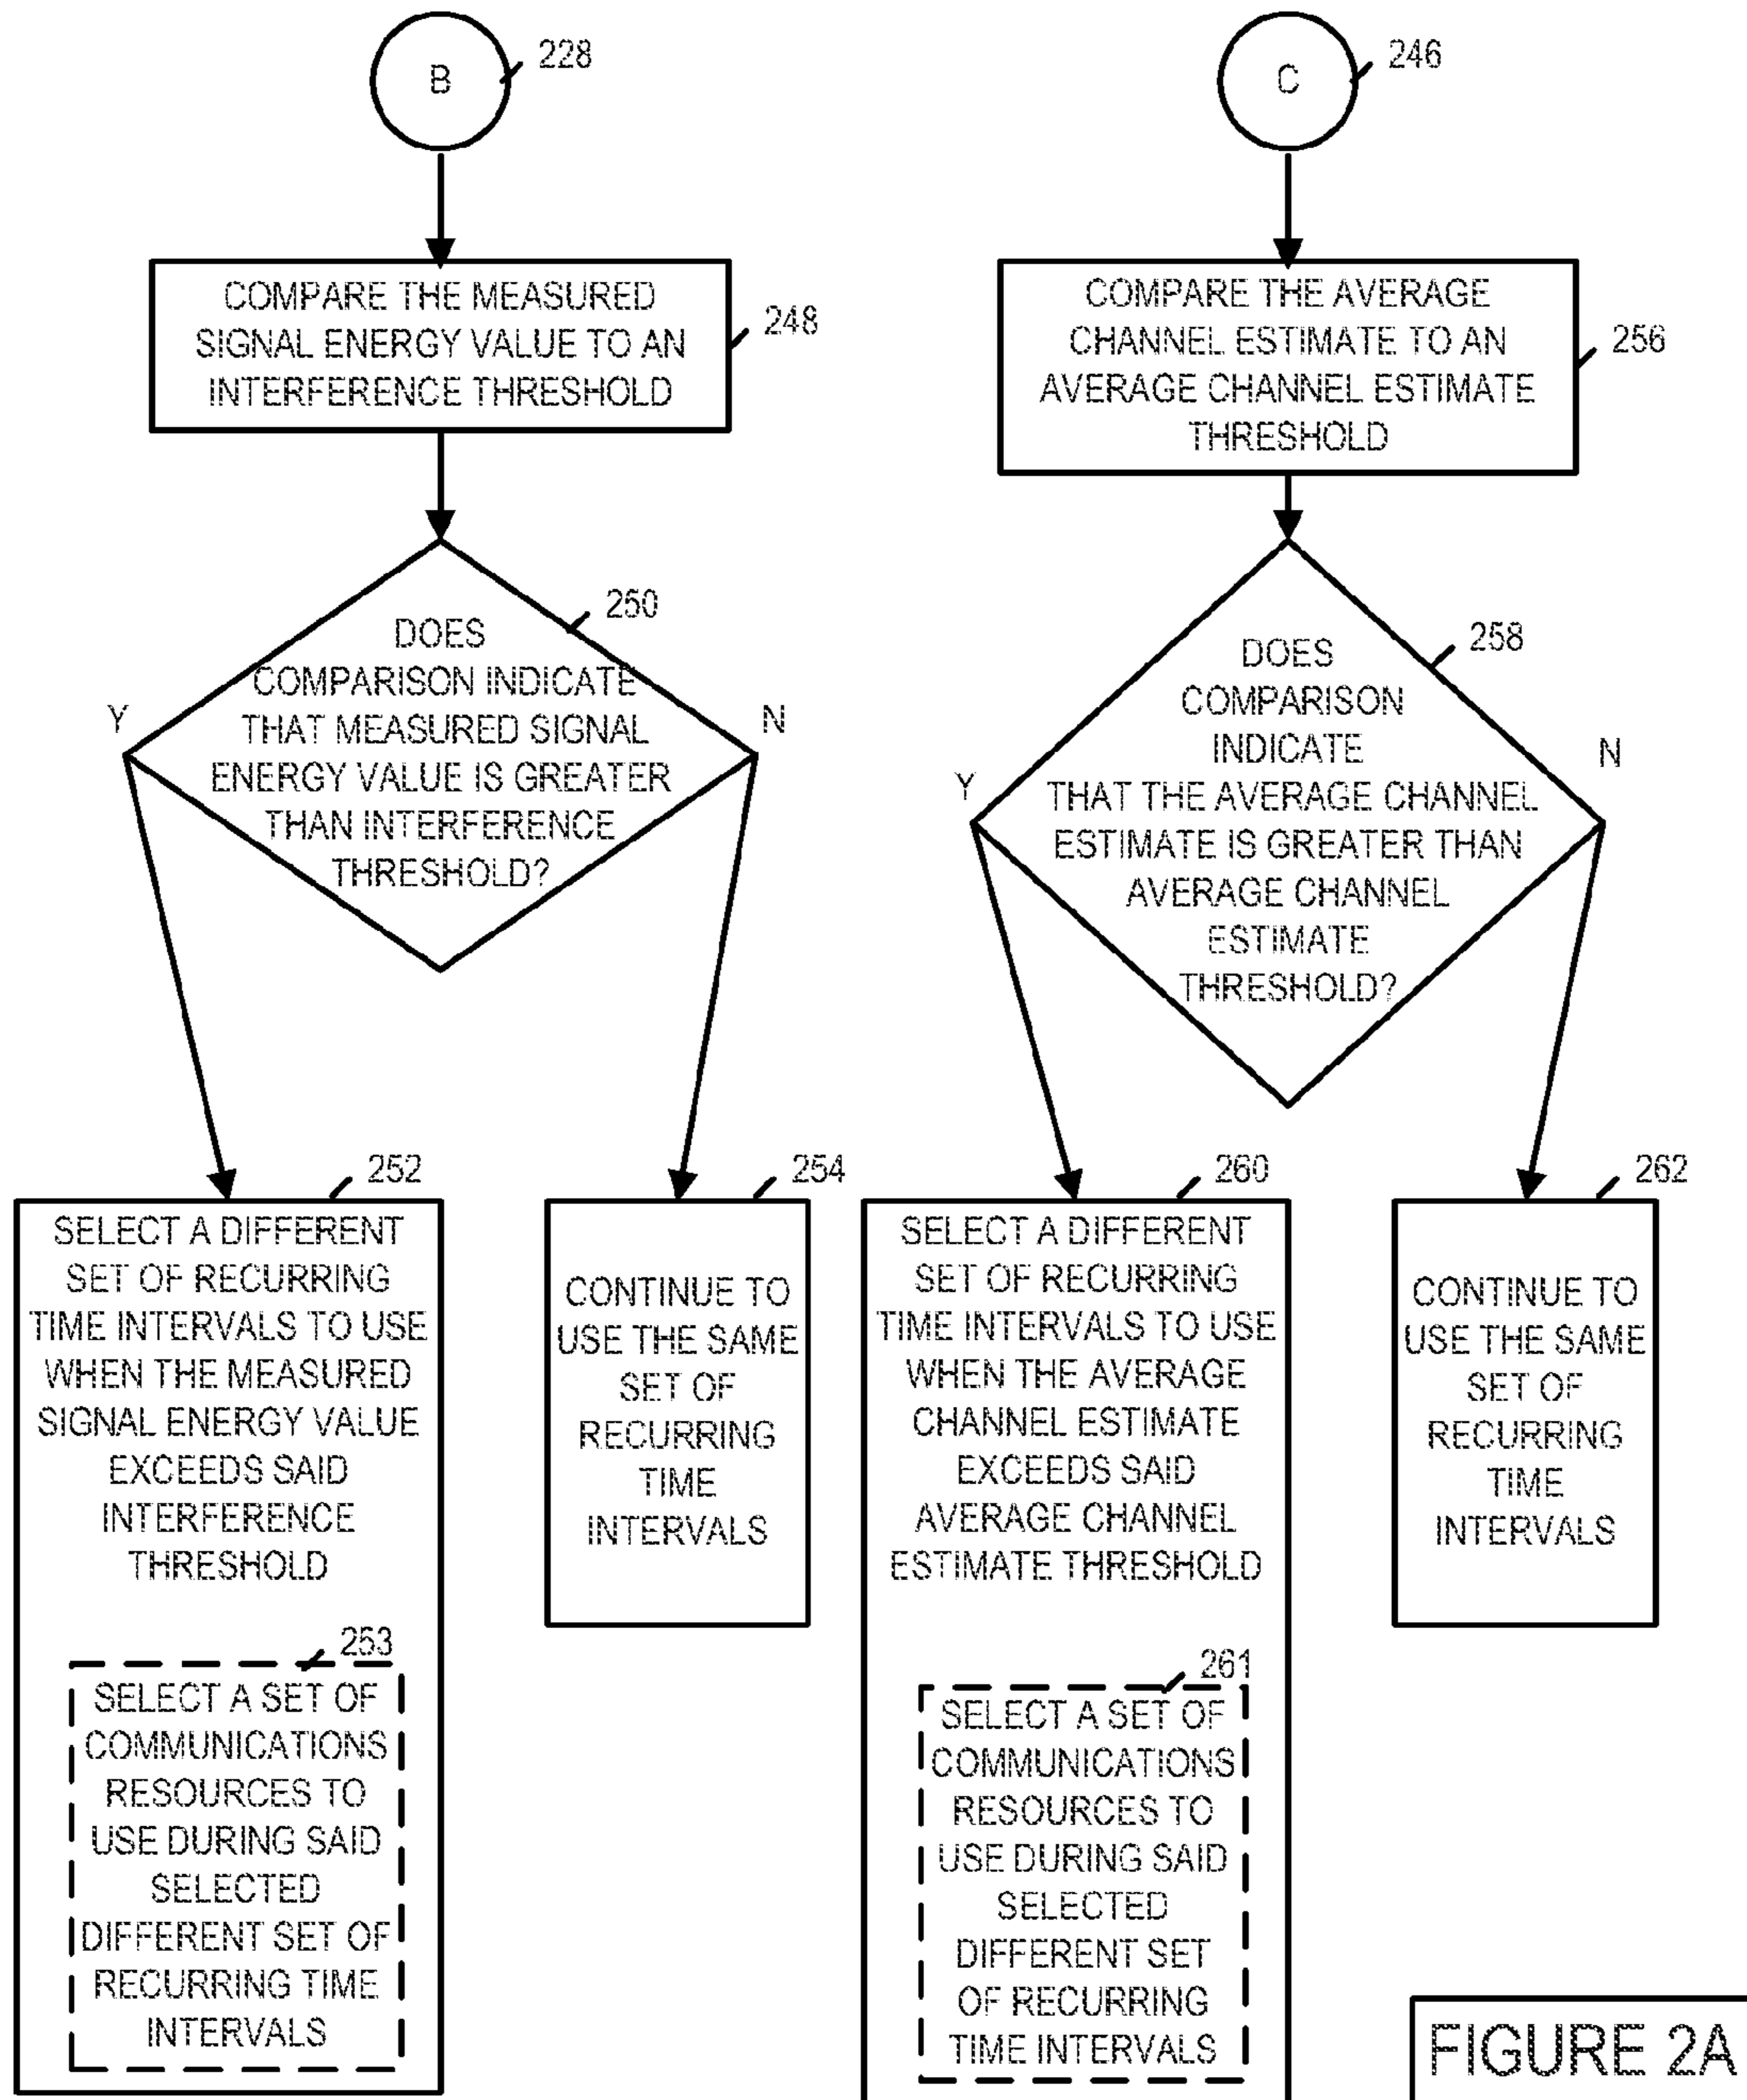 B
228
COMPARE THE MEASURED
SIGNAL ENERGY VALUE TO AN
INTERFERENCE THRESHOLD
248
250
DOES
COMPARISON INDICATE
THAT MEASURED SIGNAL
ENERGY VALUE IS GREATER
THAN INTERFERENCE
THRESHOLD?
Y
N
252
SELECT A DIFFERENT
SET OF RECURRING
TIME INTERVALS TO USE
WHEN THE MEASURED
SIGNAL ENERGY VALUE
EXCEEDS SAID
INTERFERENCE
THRESHOLD
253
SELECT A SET OF
COMMUNICATIONS
RESOURCES TO
USE DURING SAID
SELECTED
DIFFERENT SET OF
RECURRING TIME
INTERVALS
254
CONTINUE TO
USE THE SAME
SET OF
RECURRING
TIME
INTERVALS
C
246
COMPARE THE AVERAGE
CHANNEL ESTIMATE TO AN
AVERAGE CHANNEL ESTIMATE
THRESHOLD
256
258
DOES
COMPARISON
INDICATE
THAT THE AVERAGE CHANNEL
ESTIMATE IS GREATER THAN
AVERAGE CHANNEL
ESTIMATE
THRESHOLD?
Y
N
260
SELECT A DIFFERENT
SET OF RECURRING
TIME INTERVALS TO USE
WHEN THE AVERAGE
CHANNEL ESTIMATE
EXCEEDS SAID
AVERAGE CHANNEL
ESTIMATE THRESHOLD
261
SELECT A SET OF
COMMUNICATIONS
RESOURCES TO
USE DURING SAID
SELECTED
DIFFERENT SET
OF RECURRING
TIME INTERVALS
262
CONTINUE TO
USE THE SAME
SET OF
RECURRING
TIME
INTERVALS
FIGURE 2A